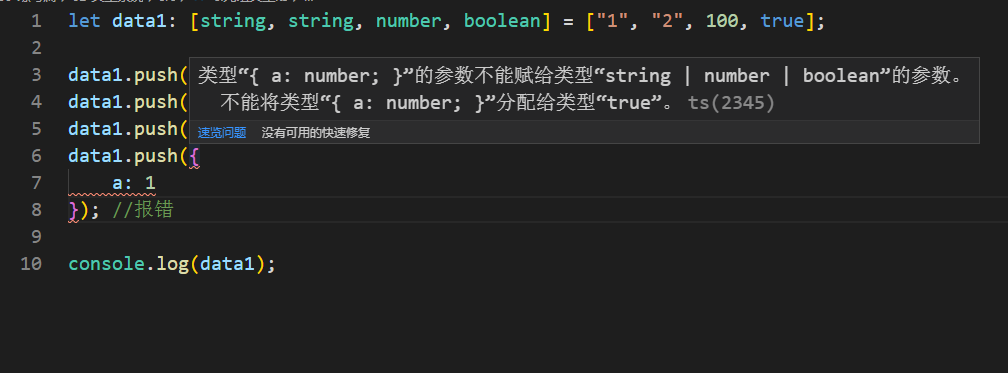 1 let data1: [string, string, number, boolean] = ["1", "2", 100, true];
2
3 data1.push(
类型“{ a: number; }”的参数不能赋给类型“string | number | boolean”的参数。
4 data1.push(
不能将类型“{ a: number; }”分配给类型“true”。 ts(2345)
5 data1.push(
速览问题 没有可用的快速修复
6 data1.push({
7 a: 1
8 }); //报错
9
10 console.log(data1);